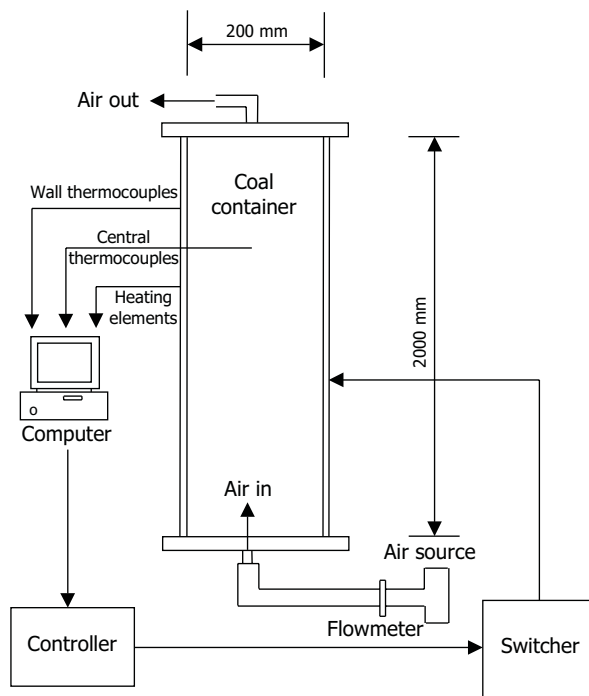 200 mm
Air out
Wall thermocouples
Coal
container
Central
thermocouples
Heating
elements
2000 mm
Computer
Air in
Air source
Flowmeter
Controller
Switcher